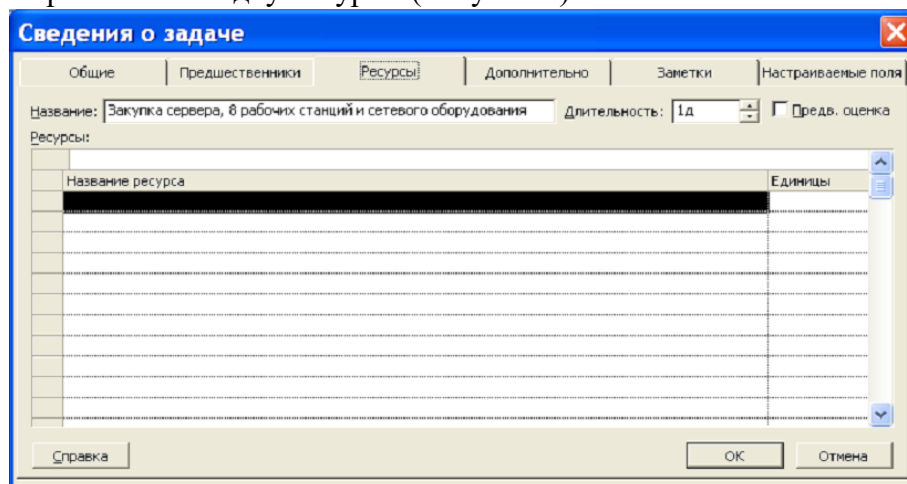 Сведения о задаче
Общие Предшественники Ресурсы Дополнительно Заметки Настраиваемые поля
Название: Закупка сервера, 8 рабочих станций и сетевого оборудования Длительность: 1д Предв. оценка
Ресурсы:
Название ресурса Единицы
Справка ОК Отмена